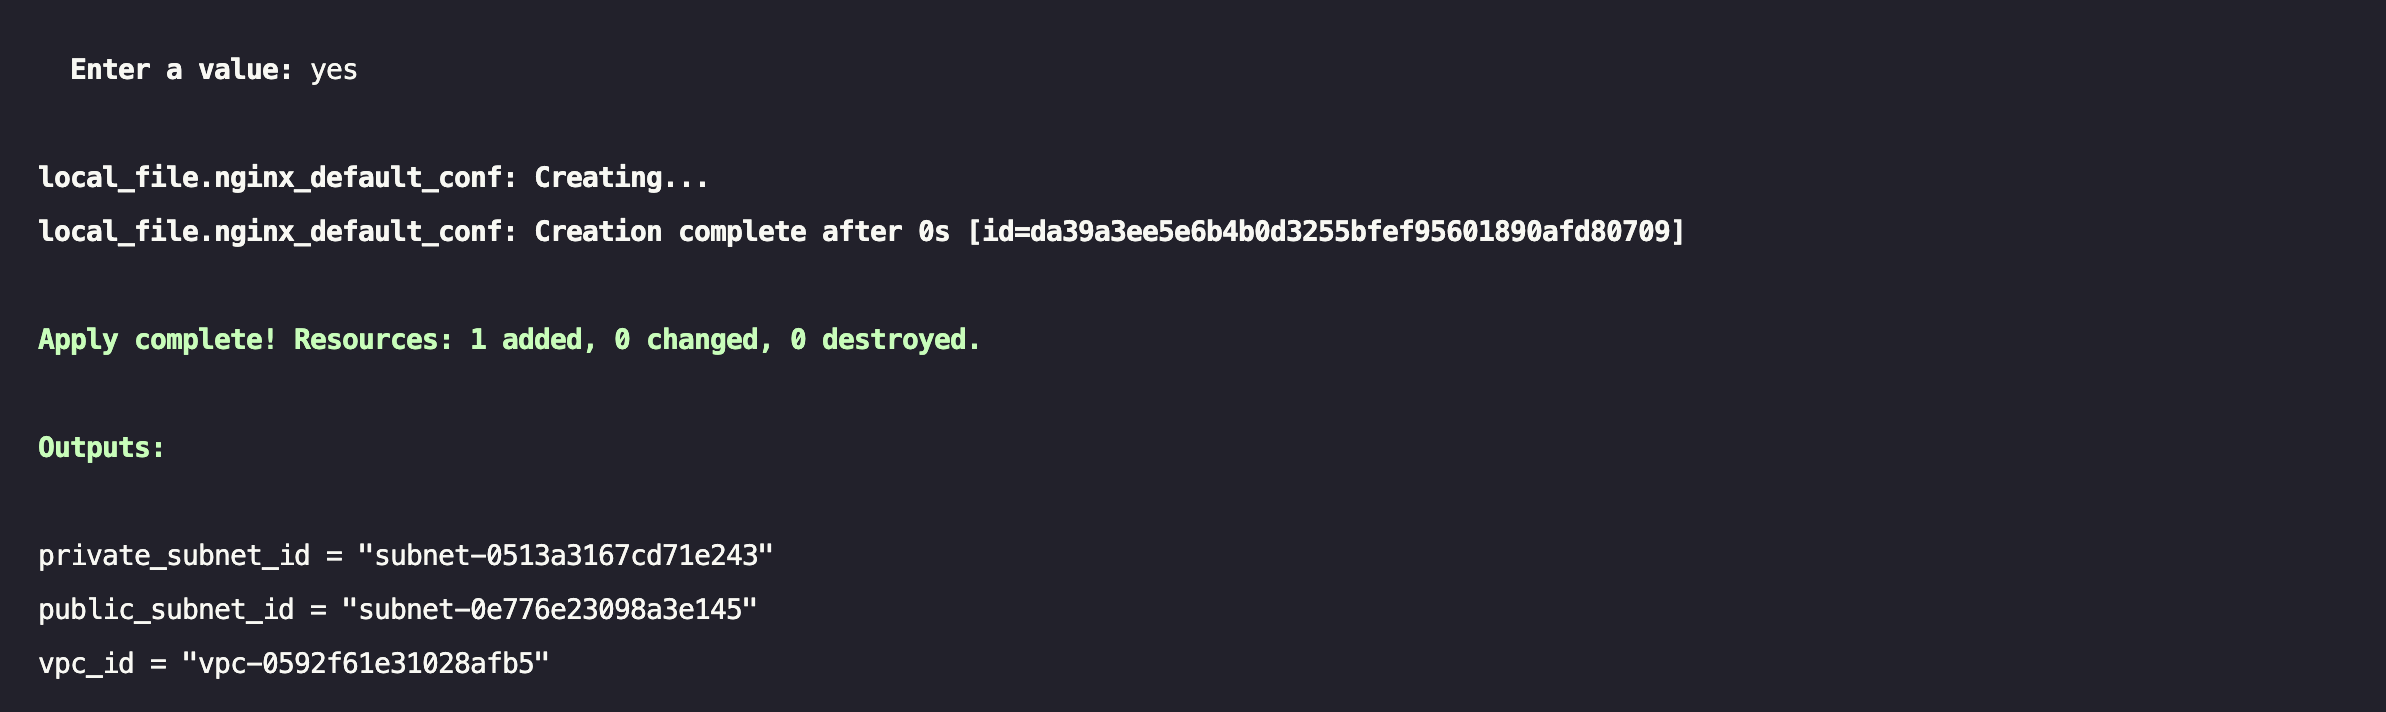 Enter a value: yes
local_file.nginx_default_conf: Creating...
local_file.nginx_default_conf: Creation complete after 0s [id=da39a3ee5e6b4b0d3255bfef95601890afd80709]
Apply complete! Resources: 1 added, 0 changed, 0 destroyed.
Outputs:
private_subnet_id = "subnet-0513a3167cd71e243"
public_subnet_id = "subnet-0e776e23098a3e145"
vpc_id = "vpc-0592f61e31028afb5"